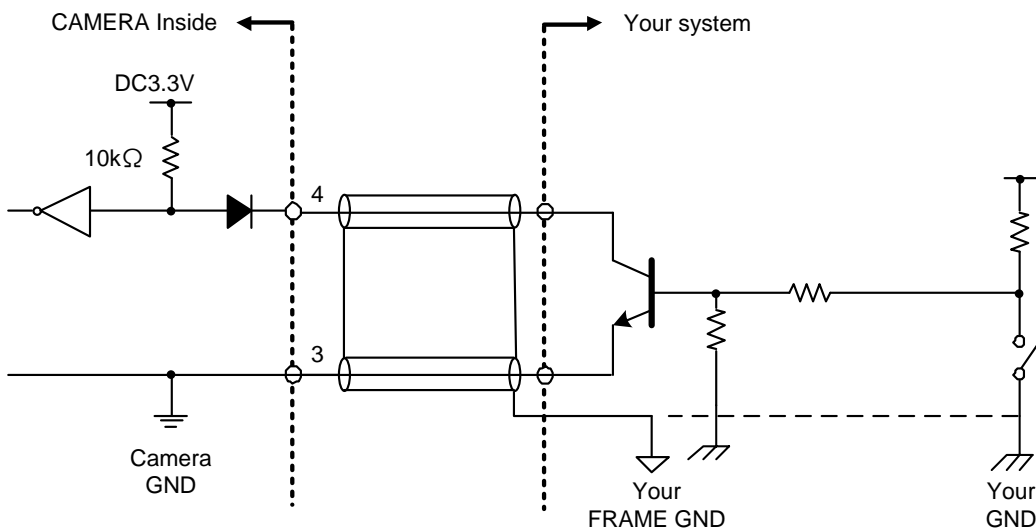 CAMERA Inside
Your system
DC3.3V
10kΩ
4
3
Camera
GND
Your
FRAME GND
Your
GND